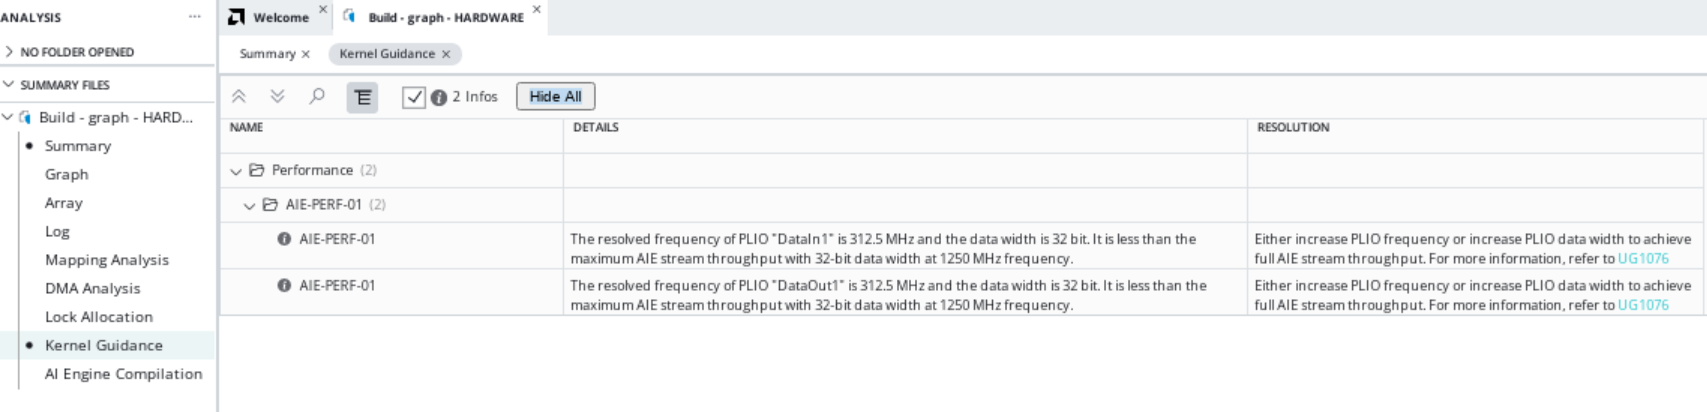 ANALYSIS ...
NO FOLDER OPENED
SUMMARY FILES
Build - graph - HARD...
Summary
Graph
Array
Log
Mapping Analysis
DMA Analysis
Lock Allocation
Kernel Guidance
AI Engine Compilation
Welcome × Build - graph - HARDWARE ×
Summary × Kernel Guidance ×
2 Infos Hide All
NAME DETAILS RESOLUTION
Performance (2)
AIE-PERF-01 (2)
AIE-PERF-01 The resolved frequency of PLIO "DataIn1" is 312.5 MHz and the data width is 32 bit. It is less than the Either increase PLIO frequency or increase PLIO data width to achieve
maximum AIE stream throughput with 32-bit data width at 1250 MHz frequency. full AIE stream throughput. For more information, refer to UG1076
AIE-PERF-01 The resolved frequency of PLIO "DataOut1" is 312.5 MHz and the data width is 32 bit. It is less than the Either increase PLIO frequency or increase PLIO data width to achieve
maximum AIE stream throughput with 32-bit data width at 1250 MHz frequency. full AIE stream throughput. For more information, refer to UG1076